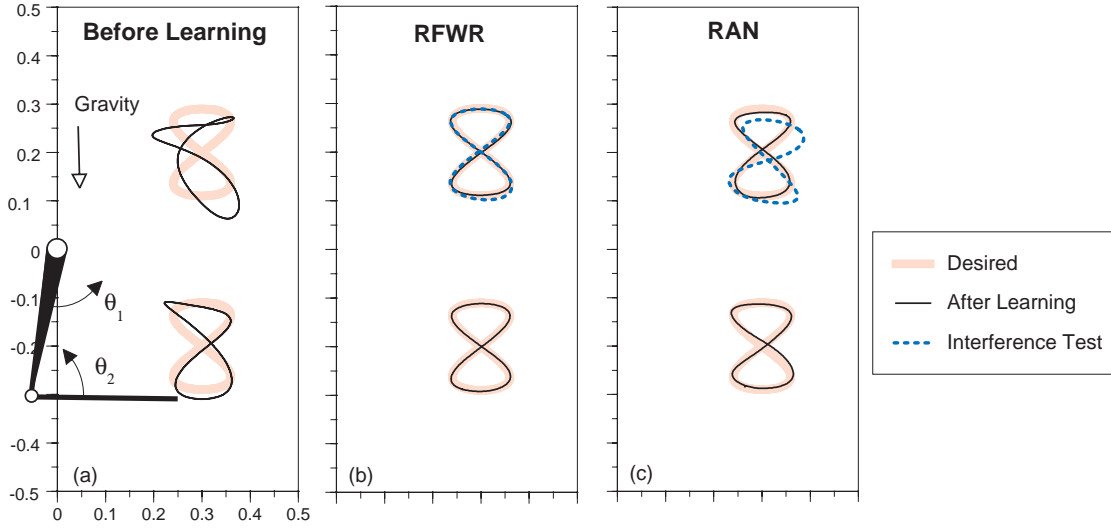 Before Learning
RFWR
RAN
0.5
0.4
0.3
0.2
0.1
0
-0.1
-0.2
-0.3
-0.4
-0.5
Gravity
θ1
θ2
(a)
(b)
(c)
0 0.1 0.2 0.3 0.4 0.5
Desired
After Learning
Interference Test